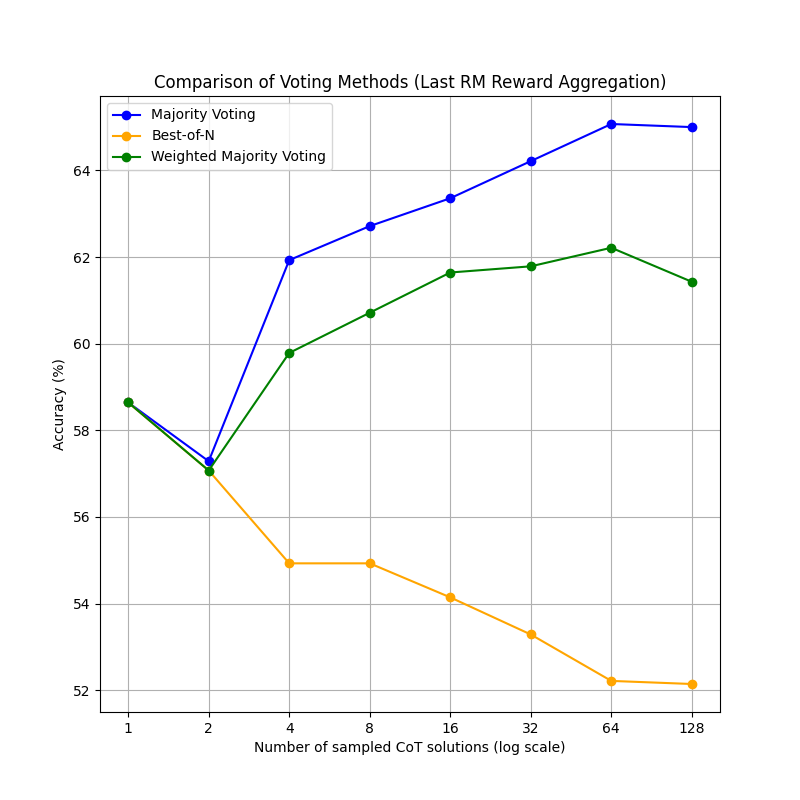 Comparison of Voting Methods (Last RM Reward Aggregation)
Majority Voting
Best-of-N
Weighted Majority Voting
Accuracy (%)
64
62
60
58
56
54
52
1 2 4 8 16 32 64 128
Number of sampled CoT solutions (log scale)